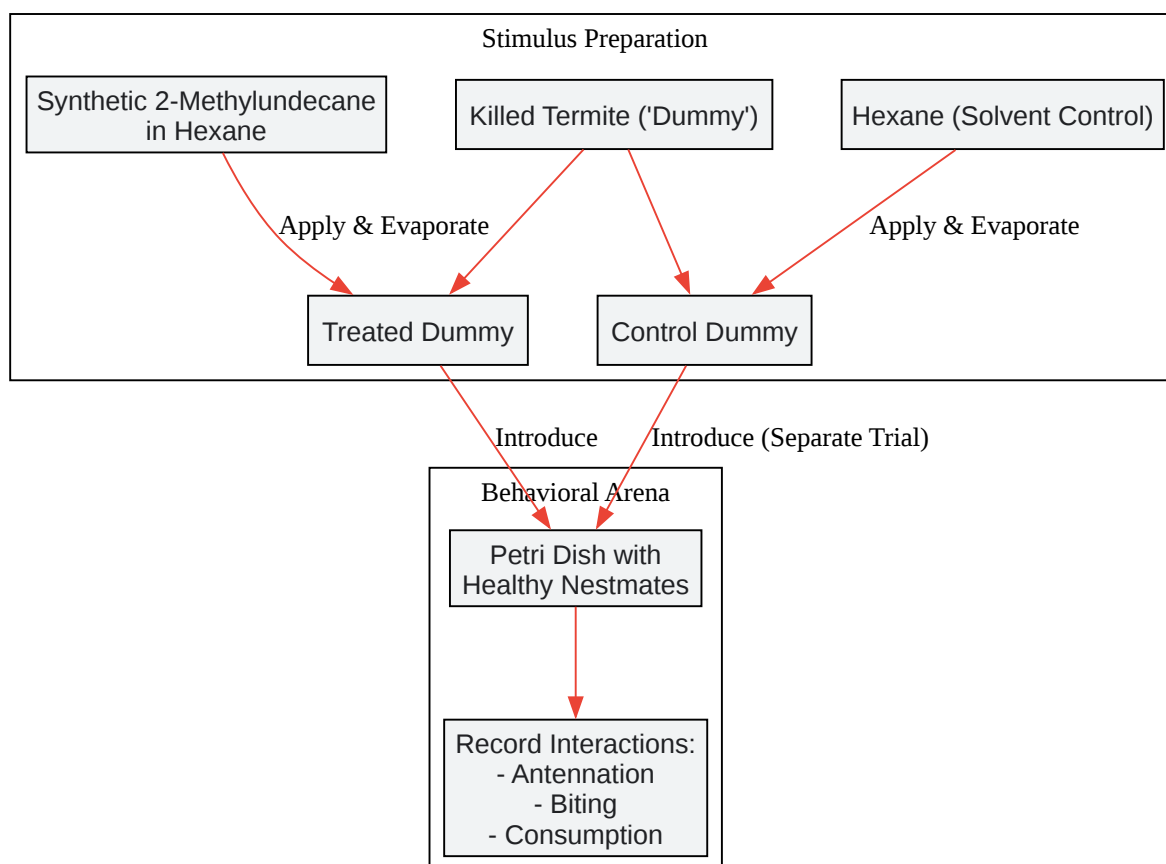 Stimulus Preparation
Synthetic 2-Methylundecane
in Hexane
Killed Termite ('Dummy')
Hexane (Solvent Control)
Apply & Evaporate
Apply & Evaporate
Treated Dummy
Control Dummy
Introduce
Introduce (Separate Trial)
Behavioral Arena
Petri Dish with
Healthy Nestmates
Record Interactions:
- Antennation
- Biting
- Consumption